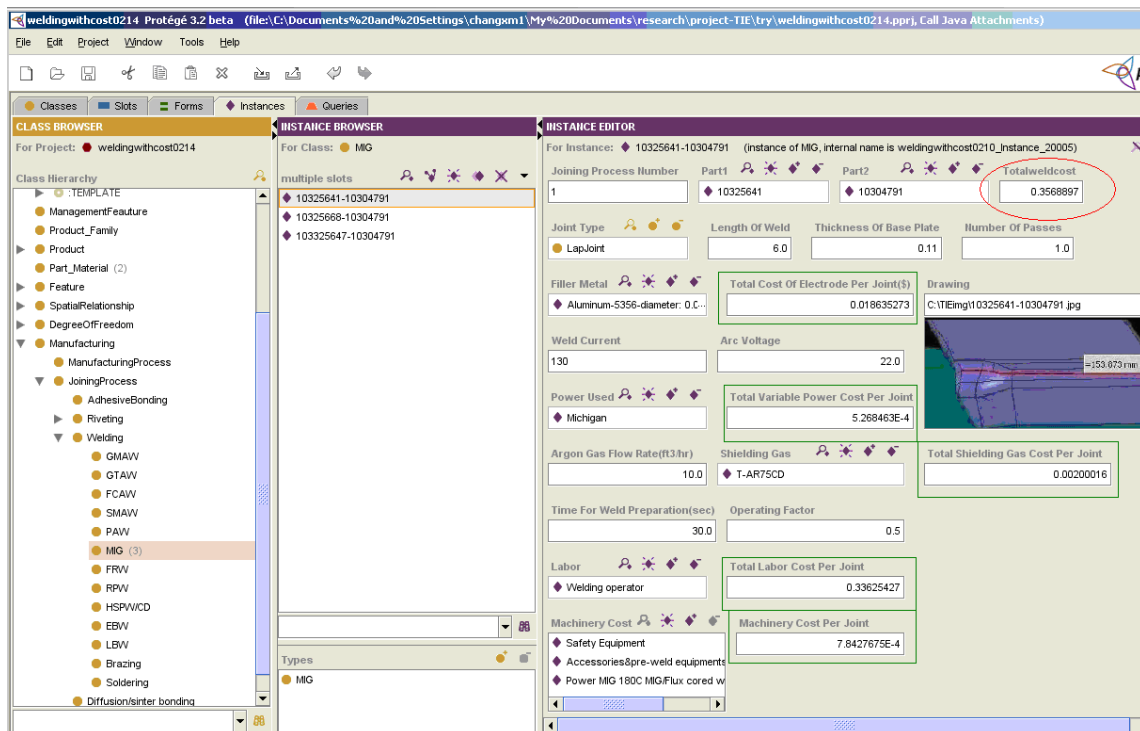 weldingwithcost0214 Protégé 3.2 beta (file:\C:\Documents%20and%20Settings\changxm1\My%20Documents\research\project-TIE\try\weldingwithcost0214.pprj, Call Java Attachments)
File Edit Project Window Tools Help
Classes Slots Forms Instances Queries
CLASS BROWSER
For Project: weldingwithcost0214
Class Hierarchy
:TEMPLATE
ManagementFeauture
Product_Family
Product
Part_Material (2)
Feature
SpatialRelationship
DegreeOfFreedom
Manufacturing
ManufacturingProcess
JoiningProcess
AdhesiveBonding
Riveting
Welding
GMAW
GTAW
FCAW
SMAW
PAW
MIG (3)
FRW
RPW
HSPW/CD
EBW
LBW
Brazing
Soldering
Diffusion/sinter bonding
INSTANCE BROWSER
For Class: MIG
multiple slots
10325641-10304791
10325668-10304791
103325647-10304791
Types
MIG
INSTANCE EDITOR
For Instance: 10325641-10304791 (instance of MIG, internal name is weldingwithcost0210_Instance_20005)
Joining Process Number Part1 Part2 Totalweldcost
1 10325641 10304791 0.3568897
Joint Type Length Of Weld Thickness Of Base Plate Number Of Passes
LapJoint 6.0 0.11 1.0
Filler Metal Total Cost Of Electrode Per Joint($) Drawing
Aluminum-5356-diameter: 0.0... 0.018635273 C:\TIEimg\10325641-10304791.jpg
Weld Current Arc Voltage
130 22.0
=153.873 mm
Power Used Total Variable Power Cost Per Joint
Michigan 5.268463E-4
Argon Gas Flow Rate(ft3/hr) Shielding Gas Total Shielding Gas Cost Per Joint
10.0 T-AR75CD 0.00200016
Time For Weld Preparation(sec) Operating Factor
30.0 0.5
Labor Total Labor Cost Per Joint
Welding operator 0.33625427
Machinery Cost Machinery Cost Per Joint
Safety Equipment 7.8427675E-4
Accessories&pre-weld equipments
Power MIG 180C MIG/Flux cored w